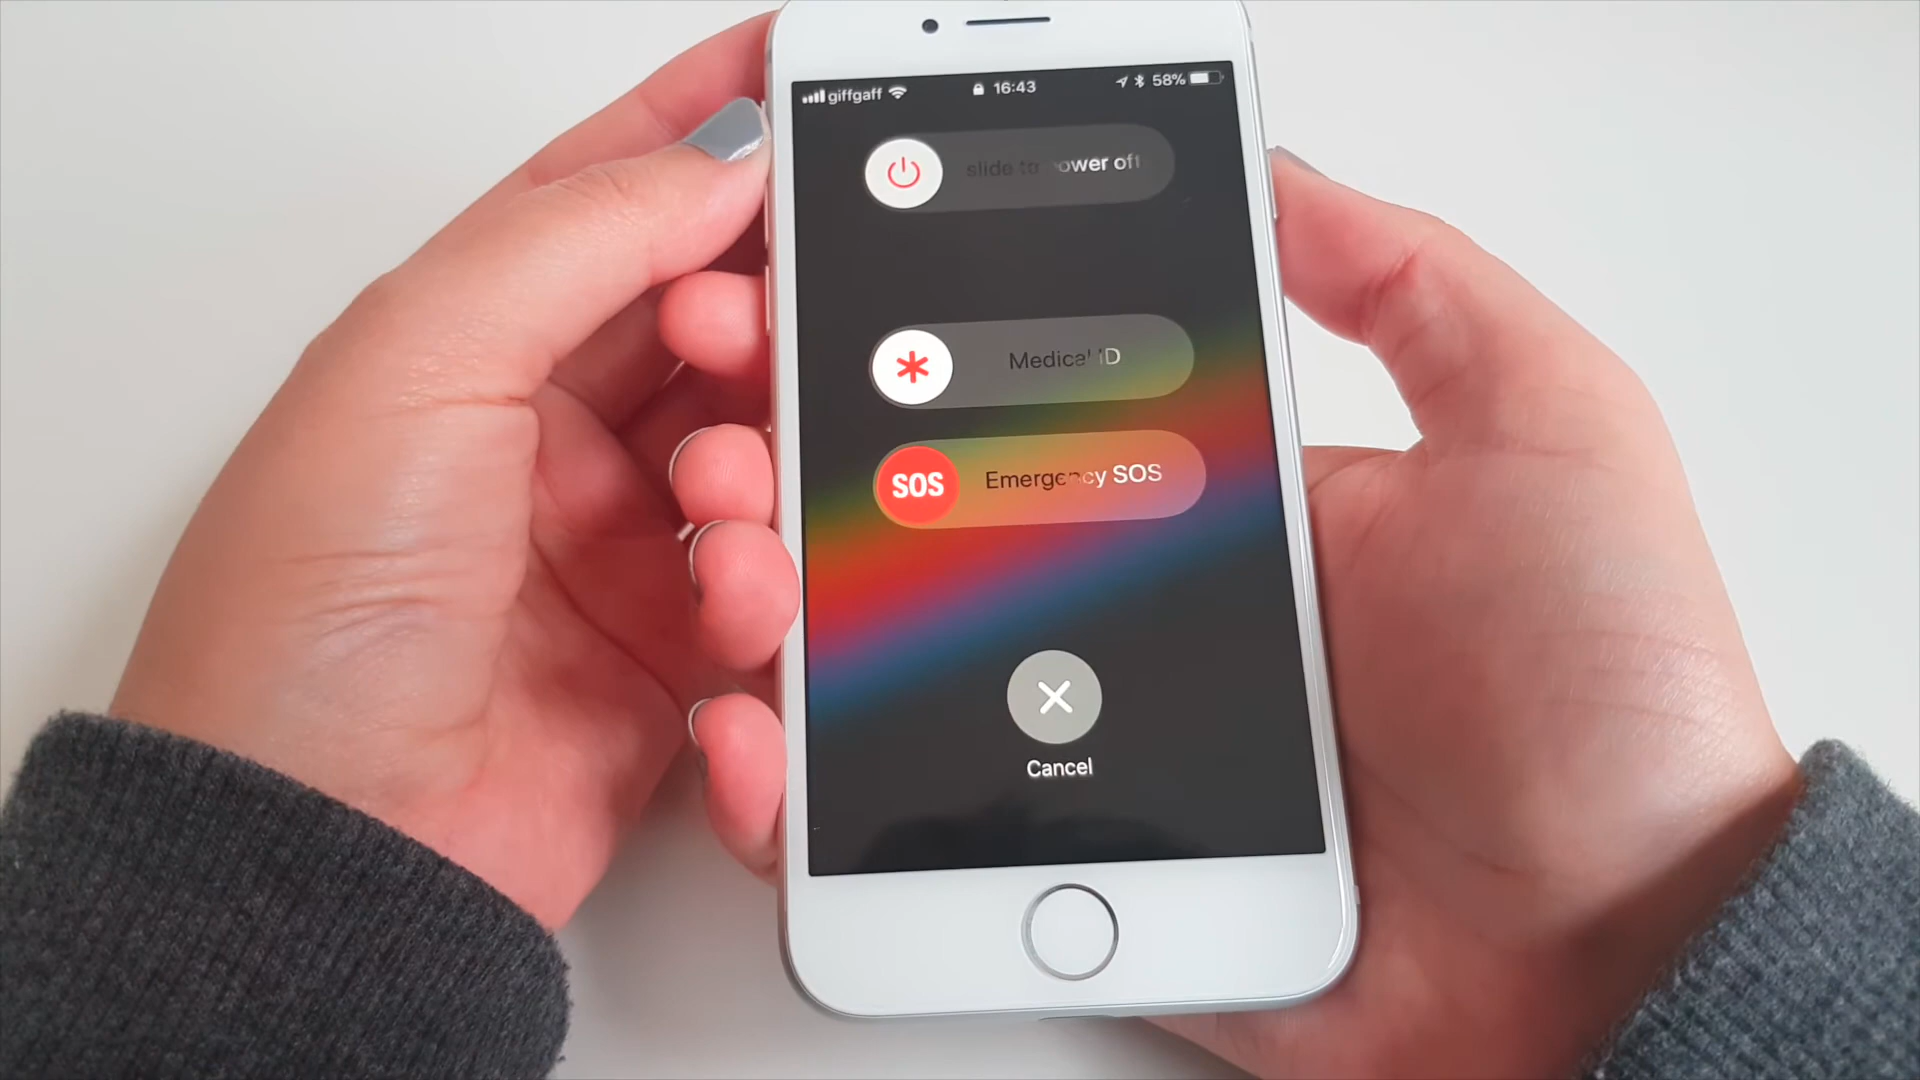 giffgaff 16:43 58%
slide to power off
Medical ID
SOS Emergency SOS
Cancel